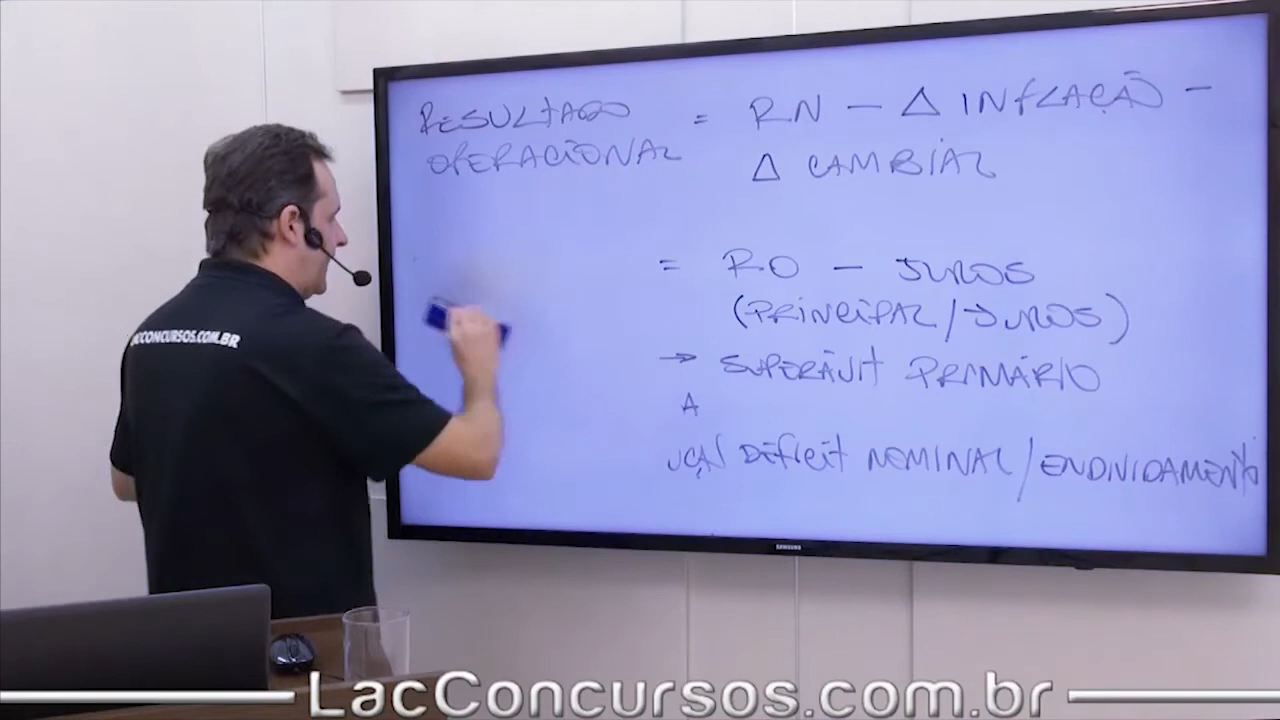 RESULTADO = RN - Δ INFLAÇÃO -
OPERACIONAL Δ CAMBIAL
= RO - JUROS
(PRINCIPAL/JUROS)
→ SUPERÁVIT PRIMÁRIO
A
DÉFICIT NOMINAL/ENDIVIDAMENTO
LACCONCURSOS.COM.BR
SAMSUNG
LacConcursos.com.br